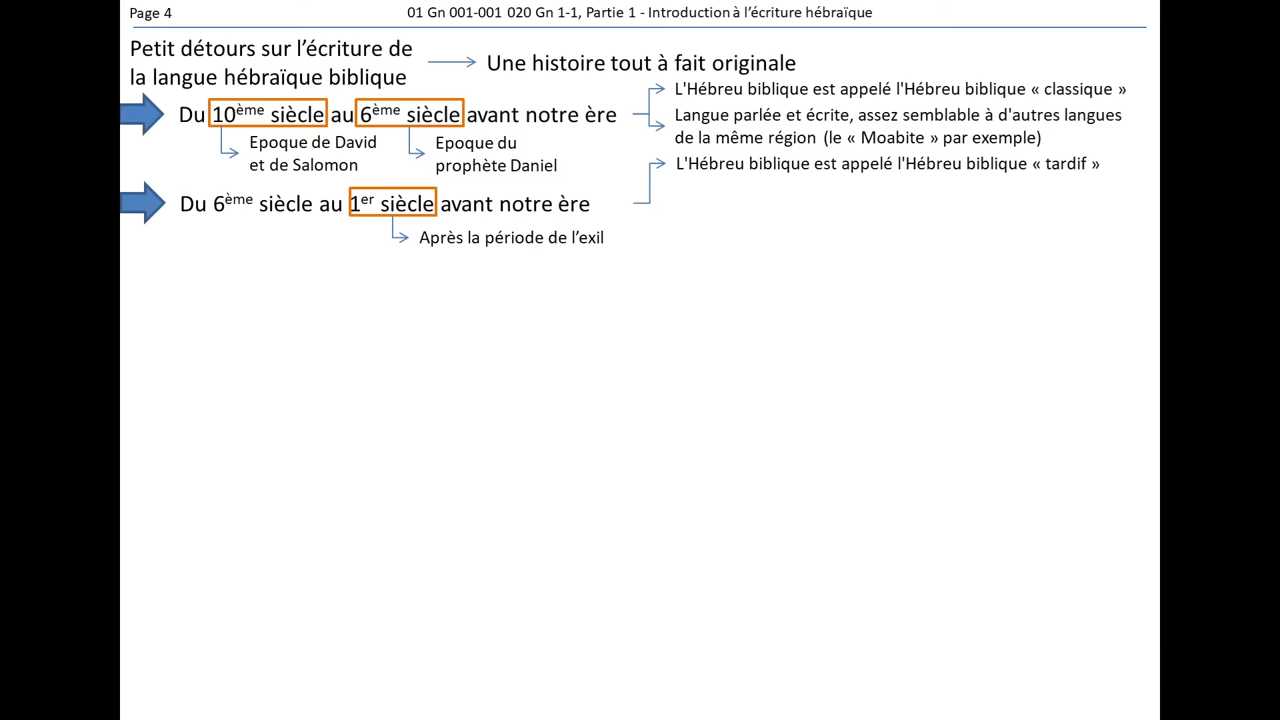 Page 4
01 Gn 001-001 020 Gn 1-1, Partie 1 - Introduction à l’écriture hébraïque
Petit détours sur l’écriture de
la langue hébraïque biblique
Une histoire tout à fait originale
Du 10ème siècle au 6ème siècle avant notre ère
L'Hébreu biblique est appelé l'Hébreu biblique « classique »
Langue parlée et écrite, assez semblable à d'autres langues
de la même région (le « Moabite » par exemple)
Epoque de David
et de Salomon
Epoque du
prophète Daniel
L'Hébreu biblique est appelé l'Hébreu biblique « tardif »
Du 6ème siècle au 1er siècle avant notre ère
Après la période de l’exil